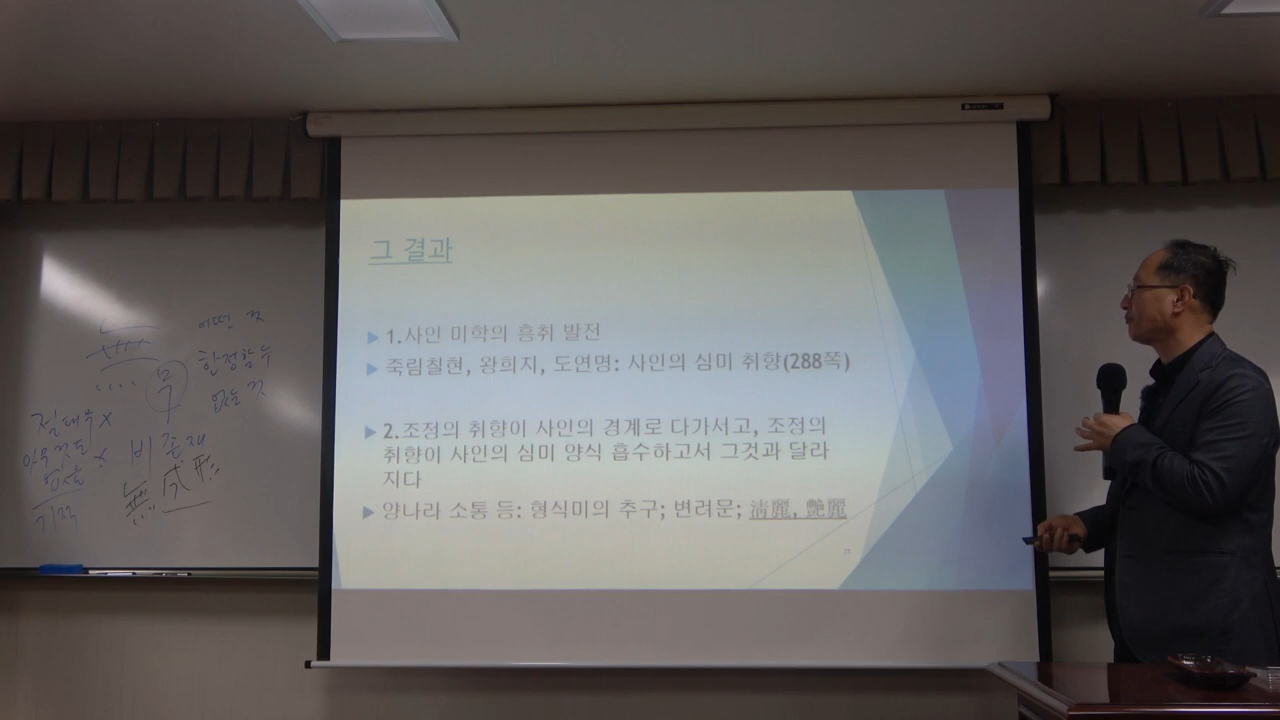 그 결과
1.사인 미학의 흥취 발전
죽림칠현, 왕희지, 도연명: 사인의 심미 취향(288쪽)
2.조정의 취향이 사인의 경계로 다가서고, 조정의
취향이 사인의 심미 양식 흡수하고서 그것과 달라
지다
양나라 소통 등: 형식미의 추구; 변려문; 淸麗, 艶麗
어떤 것
한정할 수
없는 것
무
절대무 x
비존재
無 成形